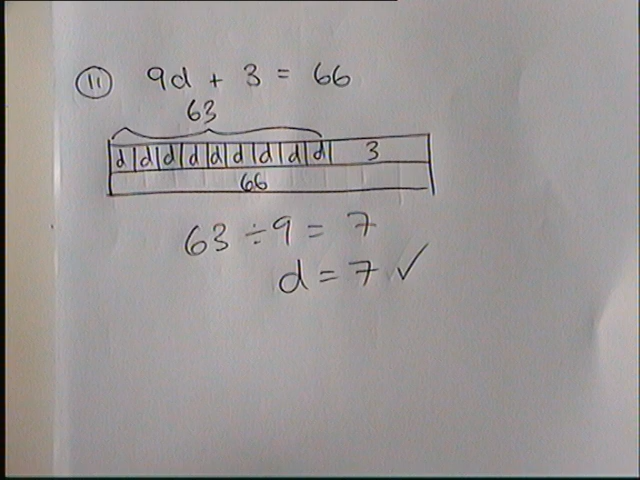 11 9d + 3 = 66
63
d d d d d d d d d 3
66
63 ÷ 9 = 7
d = 7 ✓